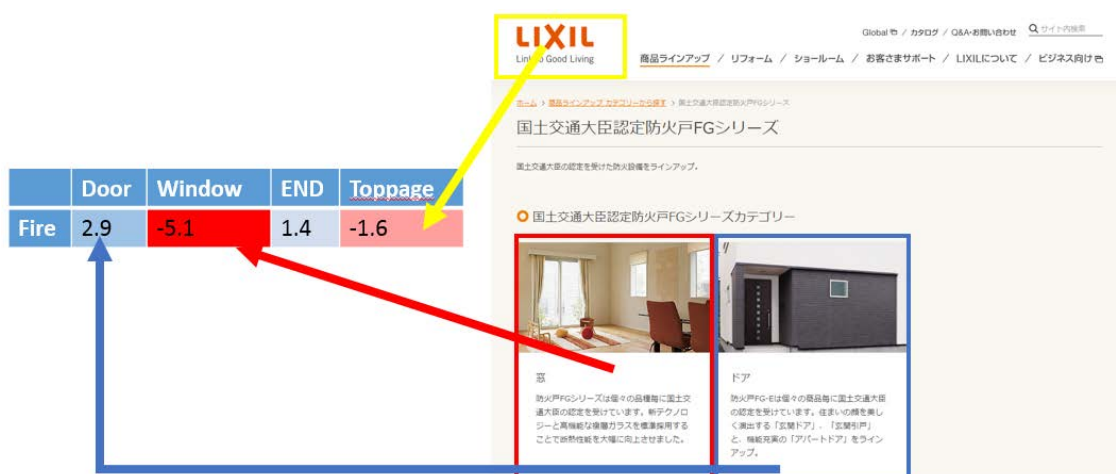 LIXIL
Link to Good Living
Global / カタログ / Q&A・お問い合わせ
サイト内検索
商品ラインアップ / リフォーム / ショールーム / お客さまサポート / LIXILについて / ビジネス向け
ホーム > 商品ラインアップ カテゴリーから探す > 国土交通大臣認定防火戸FGシリーズ
国土交通大臣認定防火戸FGシリーズ
国土交通大臣の認定を受けた防火設備をラインアップ。
Door Window END Toppage
Fire 2.9 -5.1 1.4 -1.6
国土交通大臣認定防火戸FGシリーズカテゴリー
窓
防火戸FGシリーズは個々の品種毎に国土交
通大臣の認定を受けています。新テクノロ
ジーと高機能な複層ガラスを標準採用する
ことで断熱性能を大幅に向上させました。
ドア
防火戸FG-Eは個々の商品毎に国土交通大臣
の認定を受けています。住まいの顔を美し
く演出する「玄関ドア」、「玄関引戸」
と、機能充実の「アパートドア」をライン
アップ。